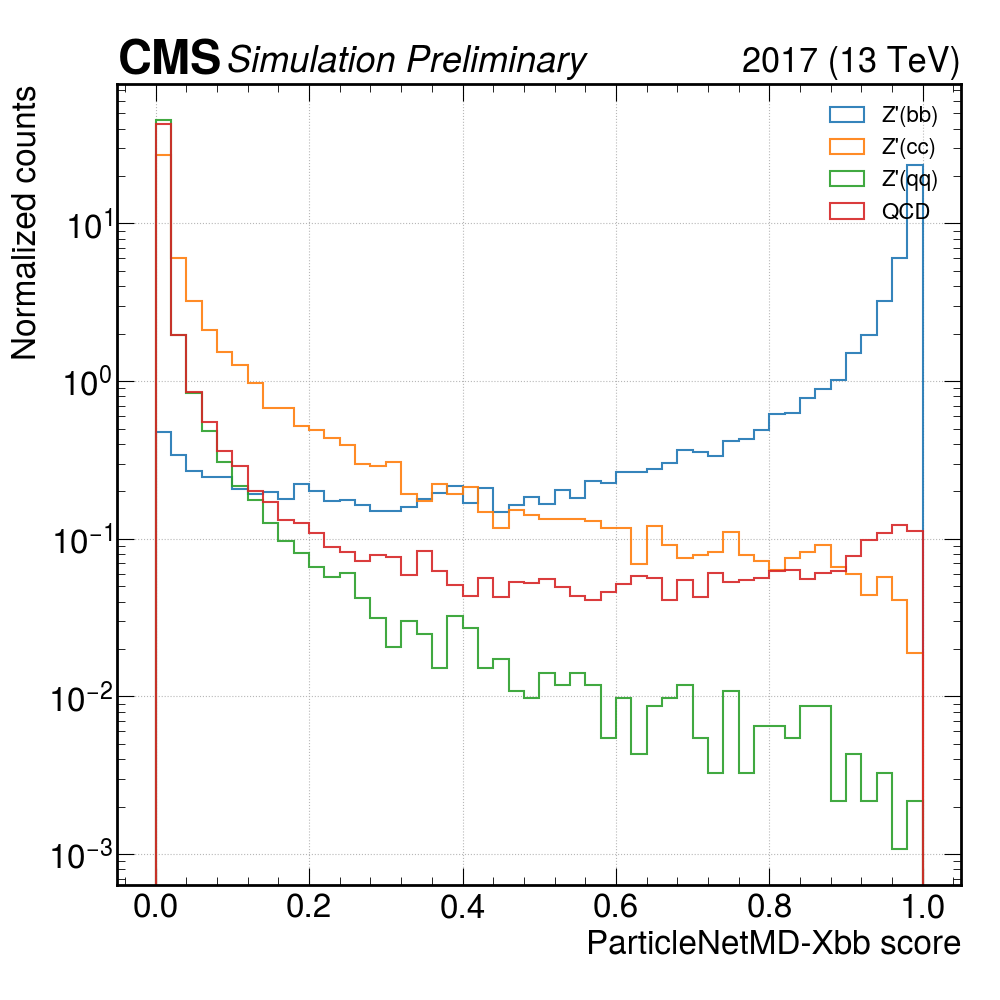 CMS Simulation Preliminary 2017 (13 TeV)
Normalized counts
Z'(bb)
Z'(cc)
Z'(qq)
QCD
10^1
10^0
10^−1
10^−2
10^−3
0.0 0.2 0.4 0.6 0.8 1.0
ParticleNetMD-Xbb score